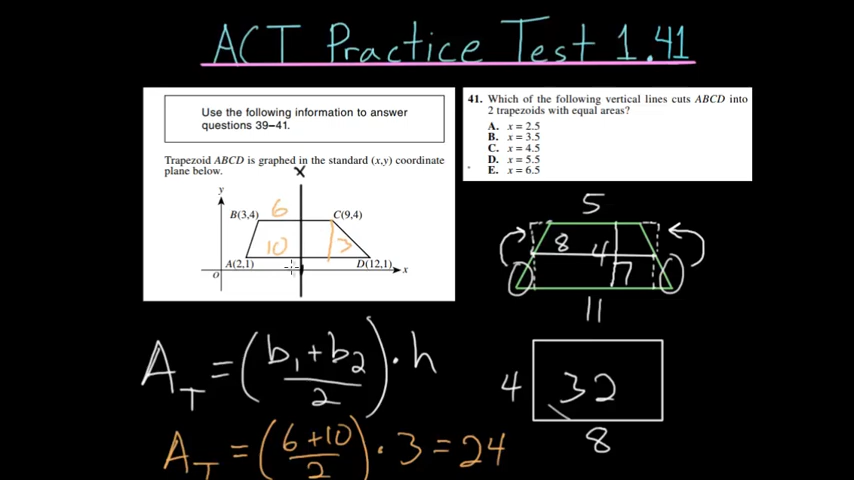 ACT Practice Test 1.41
Use the following information to answer
questions 39–41.
Trapezoid ABCD is graphed in the standard (x,y) coordinate
plane below.
x
y
B(3,4)
6
C(9,4)
10
3
A(2,1)
D(12,1)
O
x
41. Which of the following vertical lines cuts ABCD into
2 trapezoids with equal areas?
A. x = 2.5
B. x = 3.5
C. x = 4.5
D. x = 5.5
E. x = 6.5
5
8
4
7
11
A_T = (b₁+b₂/2) · h
4
32
8
A_T = (6+10/2) · 3 = 24